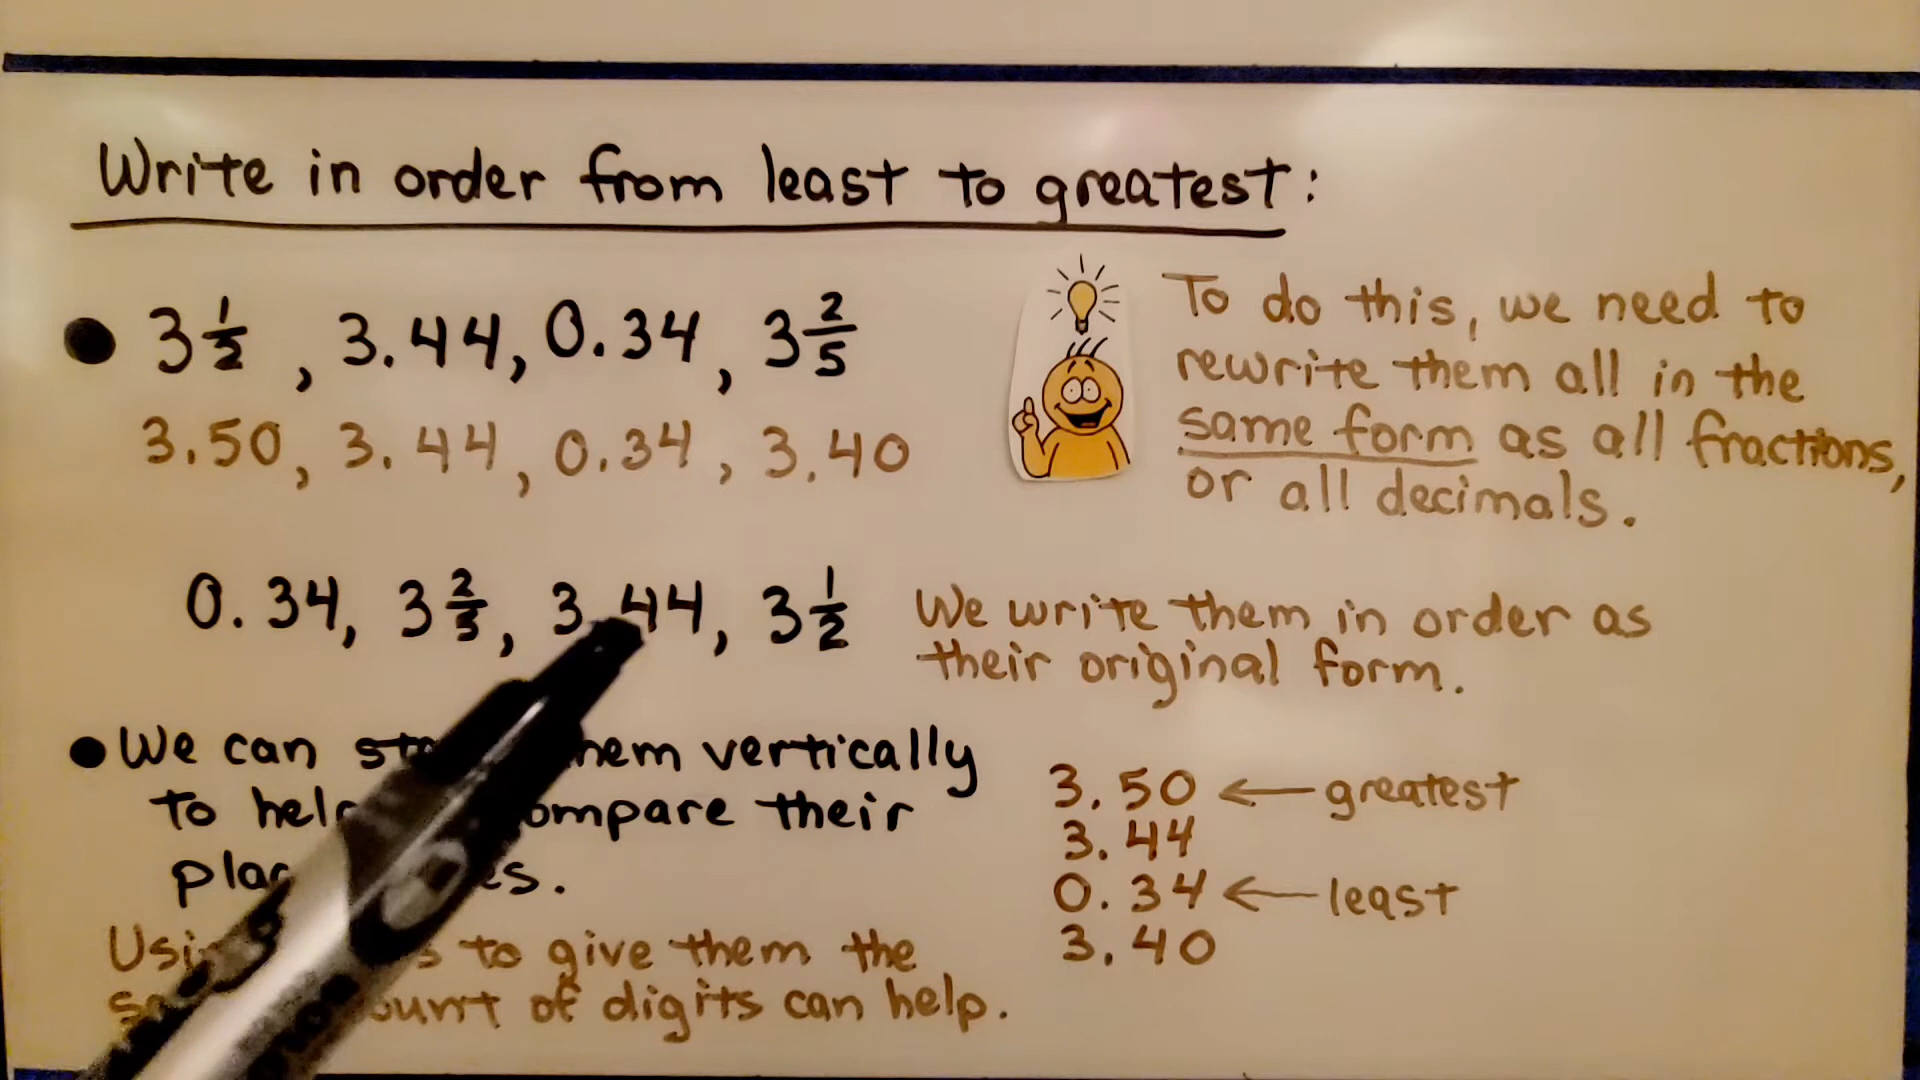 Write in order from least to greatest:
● 3 1/2, 3.44, 0.34, 3 2/5
3.50, 3.44, 0.34, 3.40
To do this, we need to
rewrite them all in the
same form as all fractions,
or all decimals.
0.34, 3 2/5, 3.44, 3 1/2
We write them in order as
their original form.
● We can them vertically
to compare their
Using to give them the
of digits can help.
3.50 ← greatest
3.44
0.34 ← least
3.40